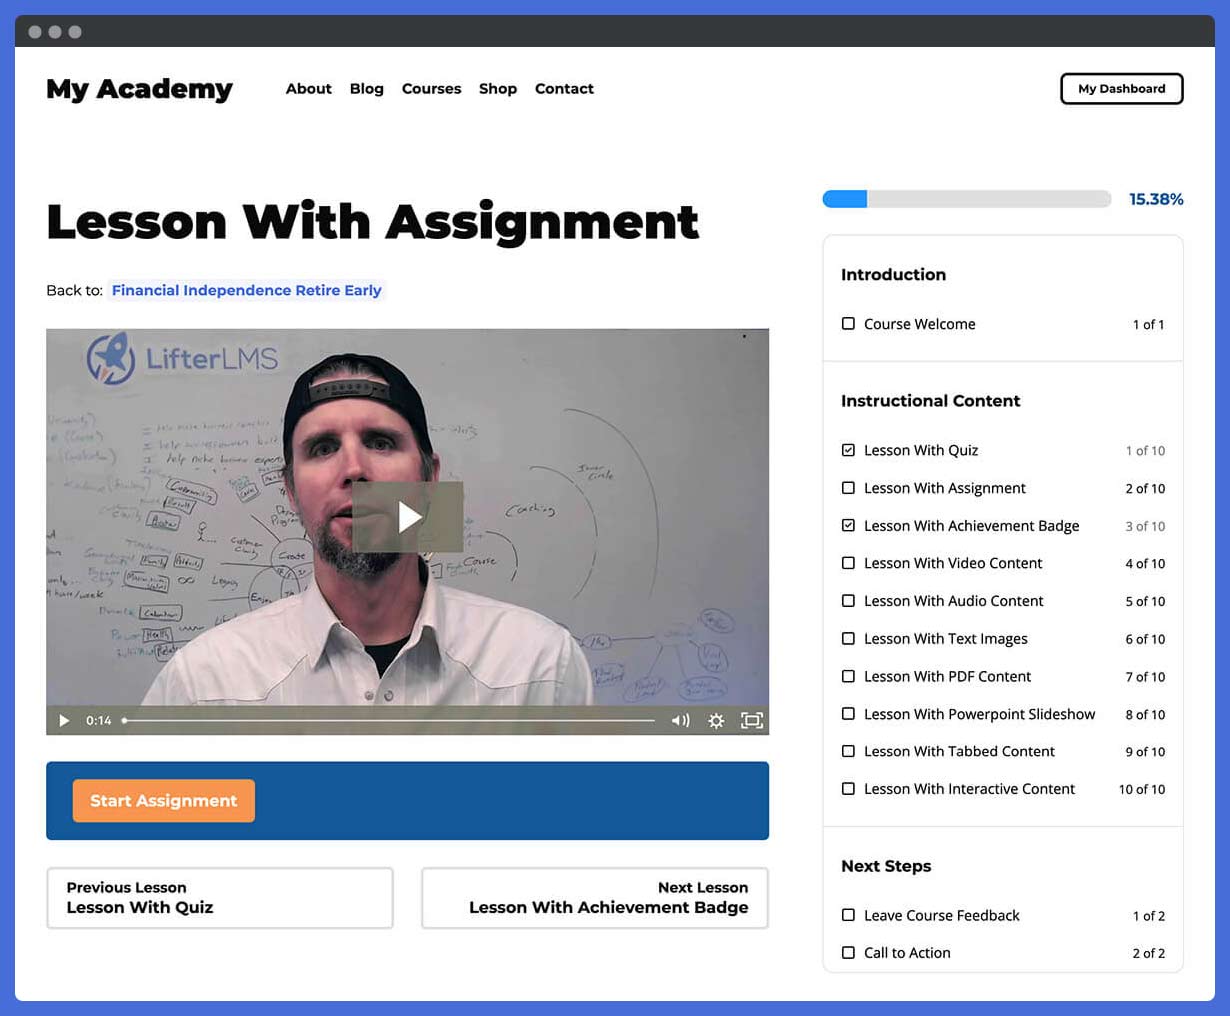 My Academy
About Blog Courses Shop Contact
My Dashboard
Lesson With Assignment
Back to: Financial Independence Retire Early
LifterLMS
Coaching
Inner
Circle
Course
Create
Legacy
0:14
Start Assignment
Previous Lesson
Lesson With Quiz
Next Lesson
Lesson With Achievement Badge
15.38%
Introduction
Course Welcome 1 of 1
Instructional Content
Lesson With Quiz 1 of 10
Lesson With Assignment 2 of 10
Lesson With Achievement Badge 3 of 10
Lesson With Video Content 4 of 10
Lesson With Audio Content 5 of 10
Lesson With Text Images 6 of 10
Lesson With PDF Content 7 of 10
Lesson With Powerpoint Slideshow 8 of 10
Lesson With Tabbed Content 9 of 10
Lesson With Interactive Content 10 of 10
Next Steps
Leave Course Feedback 1 of 2
Call to Action 2 of 2